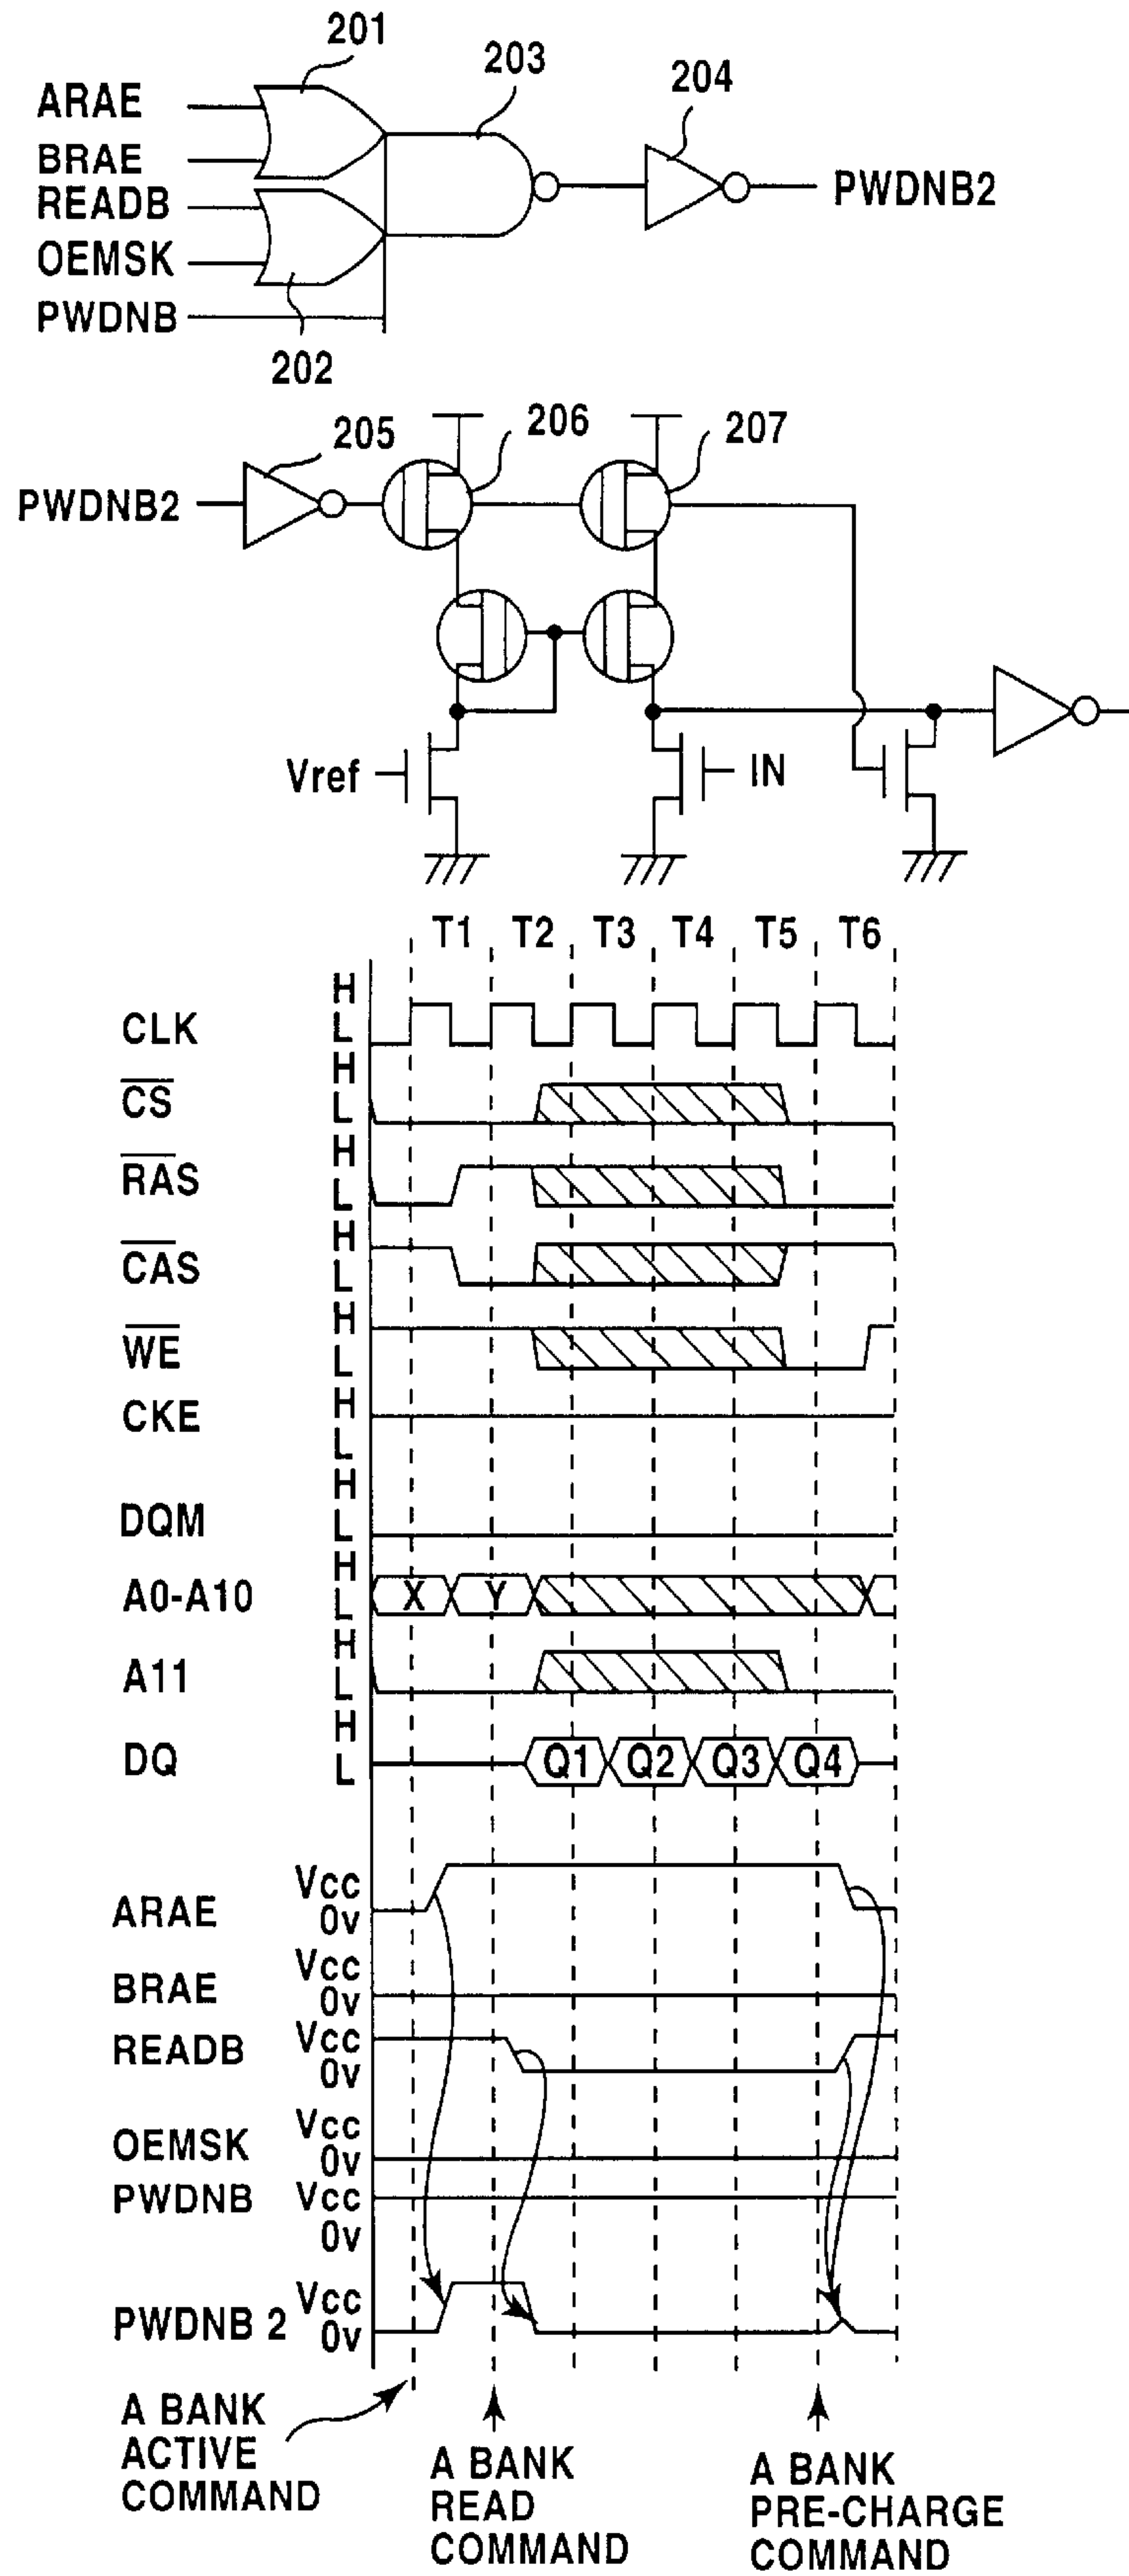 201
203
204
ARAE
BRAE
READB
OEMSK
PWDNB
PWDNB2
202
205
206
207
PWDNB2
Vref
IN
T1 T2 T3 T4 T5 T6
CLK H L
CS H L
RAS H L
CAS H L
WE H L
CKE H L
DQM H L
A0-A10 H L X Y
A11 H L
DQ H L Q1 Q2 Q3 Q4
ARAE Vcc 0v
BRAE Vcc 0v
READB Vcc 0v
OEMSK Vcc 0v
PWDNB Vcc 0v
PWDNB 2 Vcc 0v
A BANK
ACTIVE
COMMAND
A BANK
READ
COMMAND
A BANK
PRE-CHARGE
COMMAND